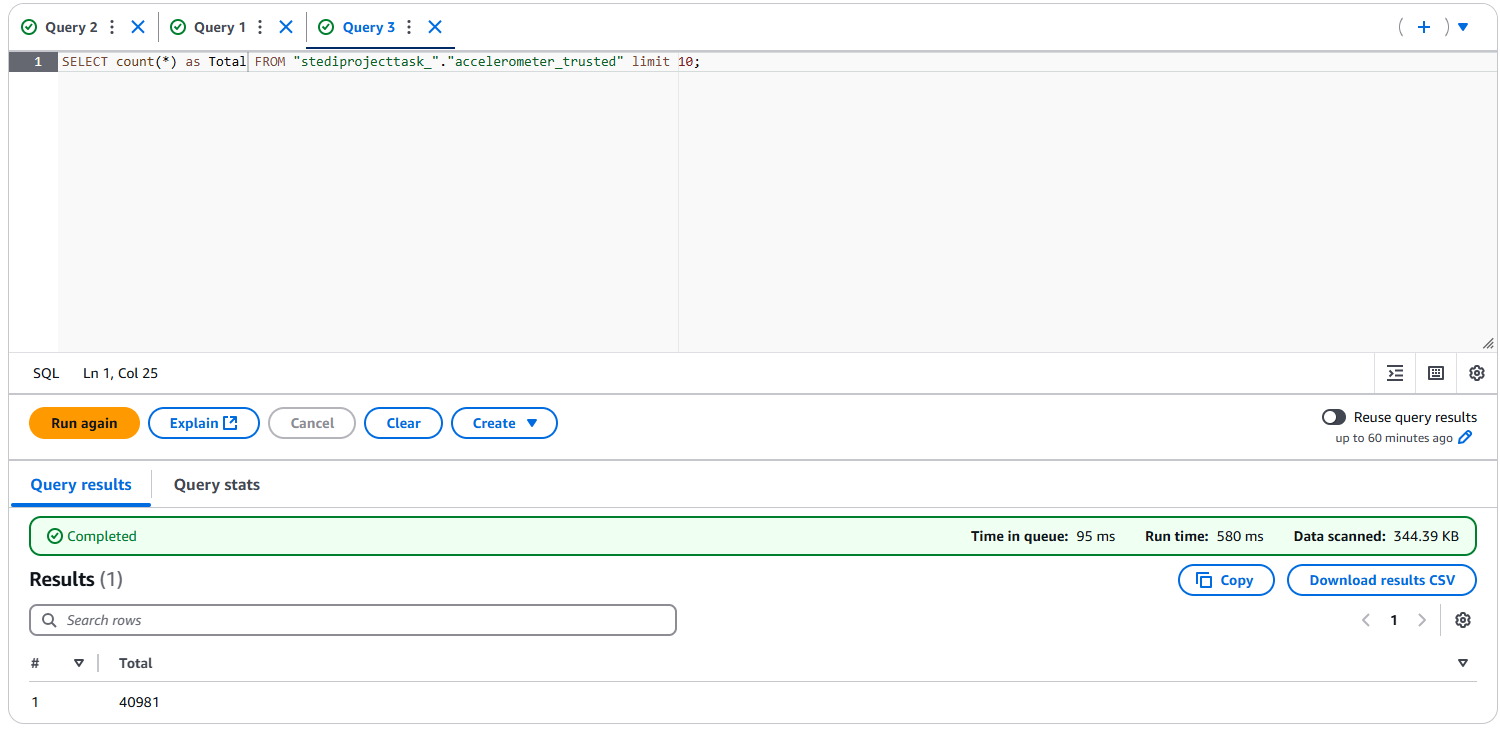 Query 2 Query 1 Query 3
1 SELECT count(*) as Total FROM "stediprojecttask_"."accelerometer_trusted" limit 10;
SQL Ln 1, Col 25
Run again Explain Cancel Clear Create Reuse query results
up to 60 minutes ago
Query results Query stats
Completed Time in queue: 95 ms Run time: 580 ms Data scanned: 344.39 KB
Results (1) Copy Download results CSV
Search rows 1
# Total
1 40981